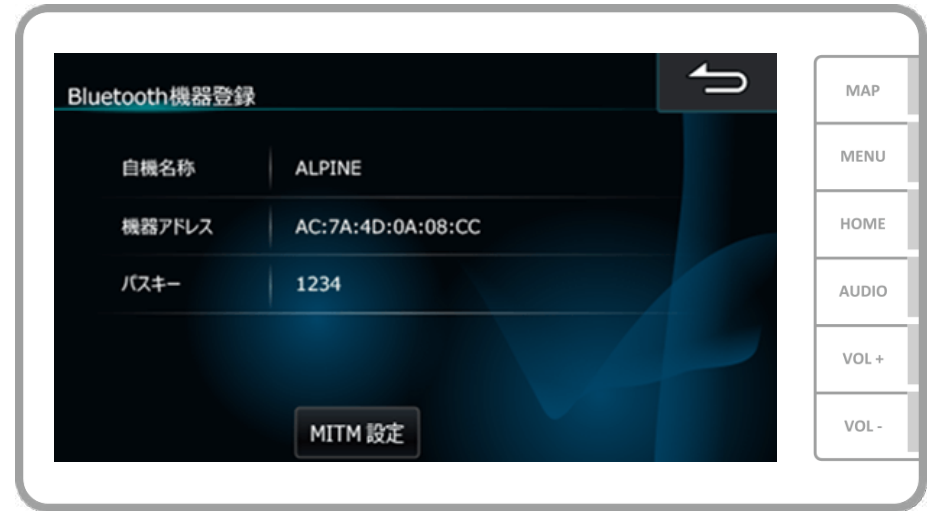 Bluetooth機器登録
自機名称 ALPINE
機器アドレス AC:7A:4D:0A:08:CC
パスキー 1234
MITM 設定
MAP
MENU
HOME
AUDIO
VOL +
VOL -